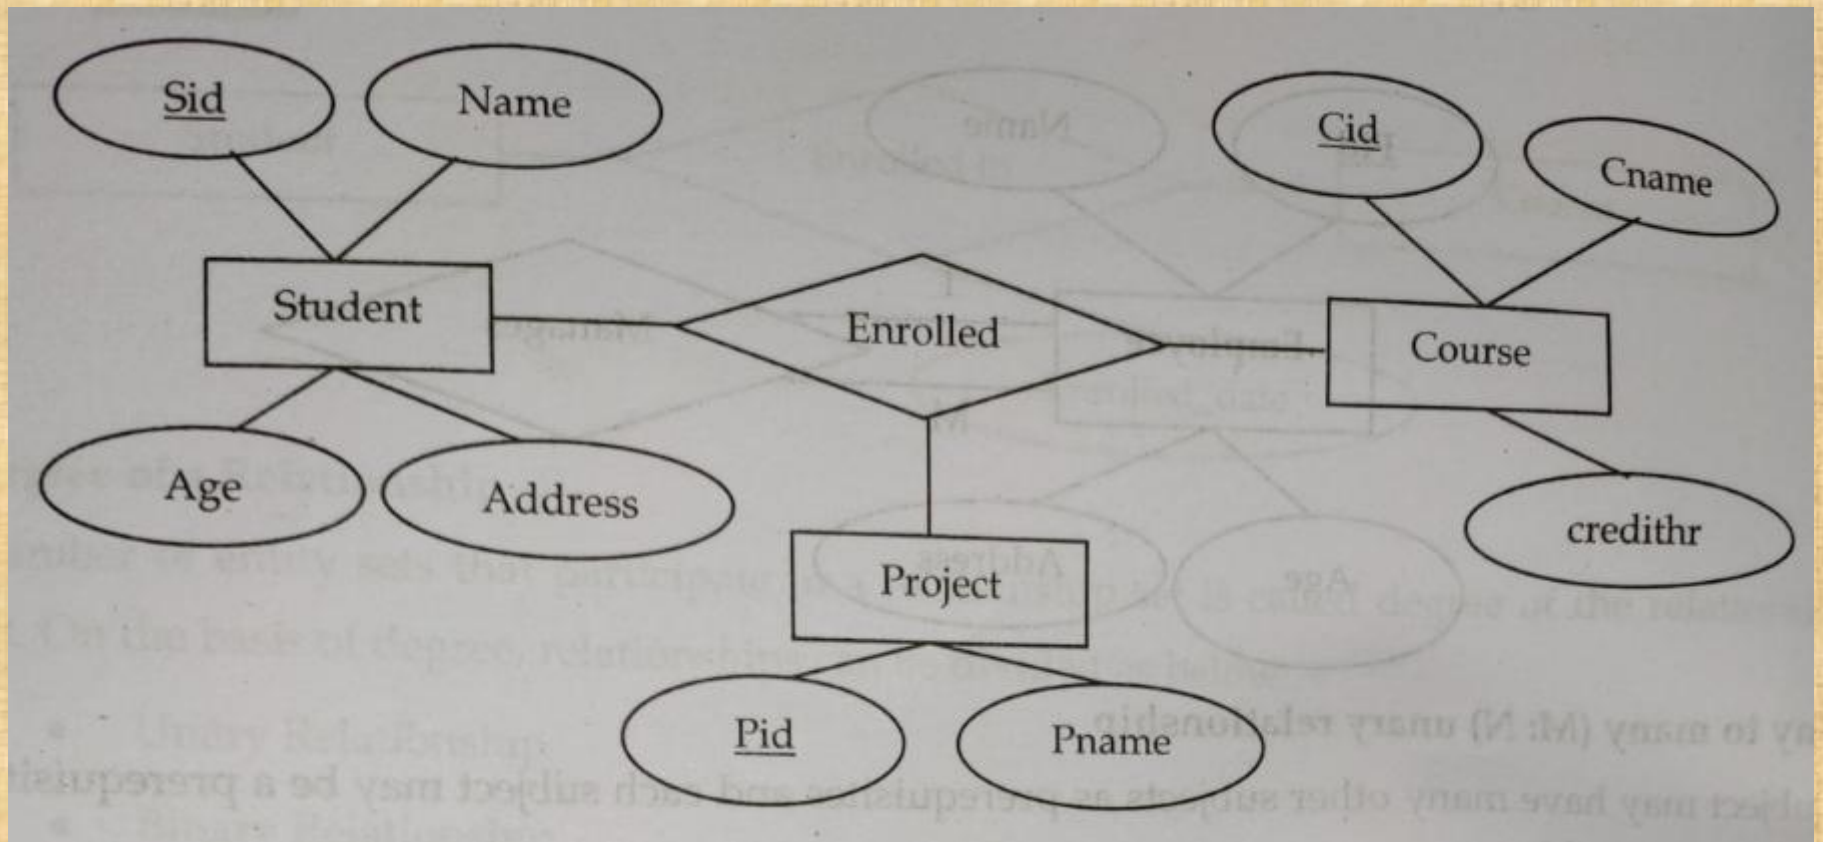 Sid
Name
Cid
Cname
Student
Enrolled
Course
Age
Address
credithr
Project
Pid
Pname